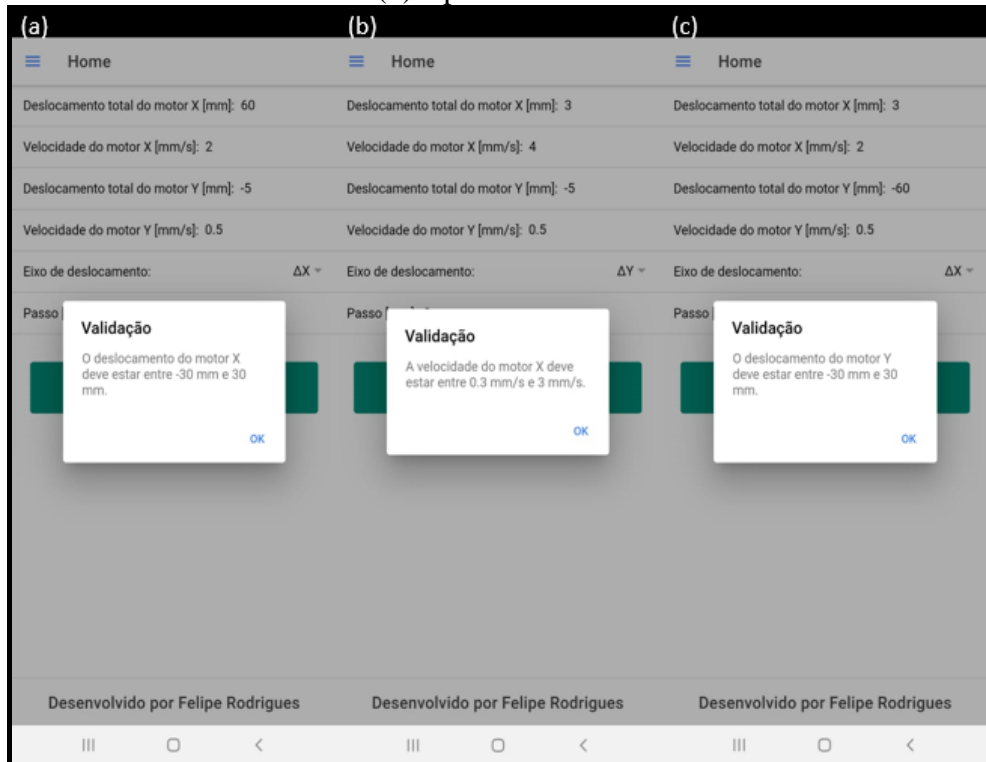 (a)
Home
Deslocamento total do motor X [mm]: 60
Velocidade do motor X [mm/s]: 2
Deslocamento total do motor Y [mm]: -5
Velocidade do motor Y [mm/s]: 0.5
Eixo de deslocamento: ΔX
Passo
Validação
O deslocamento do motor X
deve estar entre -30 mm e 30
mm.
OK
Desenvolvido por Felipe Rodrigues
(b)
Home
Deslocamento total do motor X [mm]: 3
Velocidade do motor X [mm/s]: 4
Deslocamento total do motor Y [mm]: -5
Velocidade do motor Y [mm/s]: 0.5
Eixo de deslocamento: ΔY
Passo
Validação
A velocidade do motor X deve
estar entre 0.3 mm/s e 3 mm/s.
OK
Desenvolvido por Felipe Rodrigues
(c)
Home
Deslocamento total do motor X [mm]: 3
Velocidade do motor X [mm/s]: 2
Deslocamento total do motor Y [mm]: -60
Velocidade do motor Y [mm/s]: 0.5
Eixo de deslocamento: ΔX
Passo
Validação
O deslocamento do motor Y
deve estar entre -30 mm e 30
mm.
OK
Desenvolvido por Felipe Rodrigues